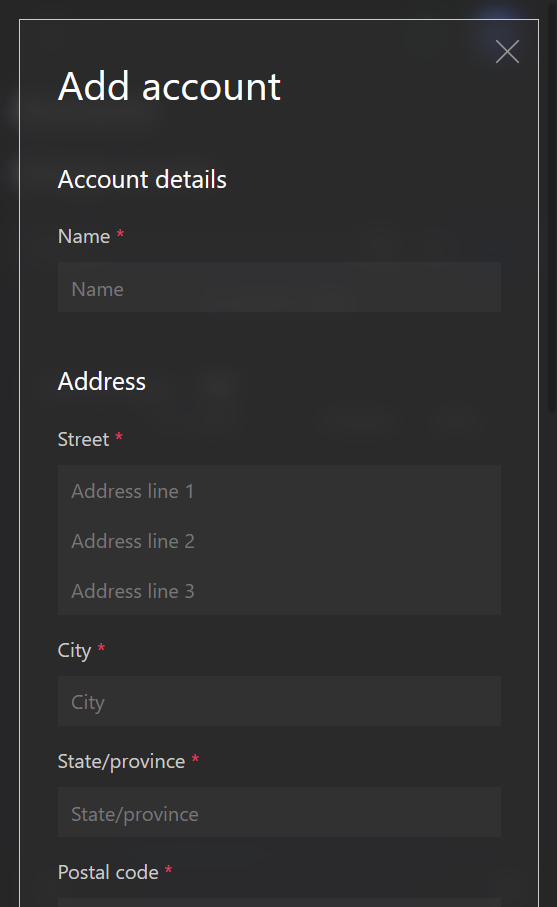 Add account
Account details
Name *
Name
Address
Street *
Address line 1
Address line 2
Address line 3
City *
City
State/province *
State/province
Postal code *